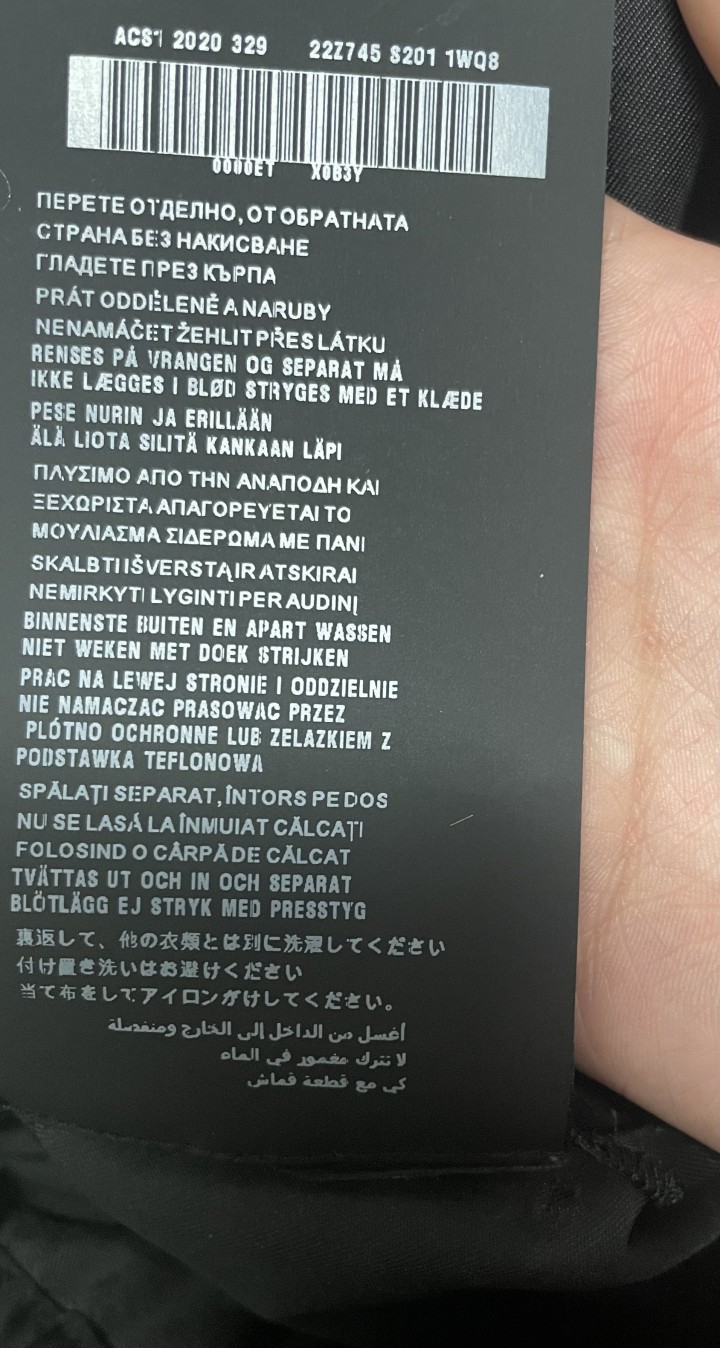 ACST 2020 329 22Z745 S201 1WQ8
0000ET X0B3Y
ПЕРЕТЕ ОТДЕЛНО, ОТ ОБРАТНАТА
СТРАНА БЕЗ НАКИСВАНЕ
ГЛАДЕТЕ ПРЕЗ КЪРПА
PRÁT ODDĚLENĚ A NARUBY
NENAMÁČET ŽEHLIT PŘES LÁTKU
RENSES PÅ VRANGEN OG SEPARAT MÅ
IKKE LÆGGES I BLØD STRYGES MED ET KLÆDE
PESE NURIN JA ERILLÄÄN
ÄLÄ LIOTA SILITÄ KANKAAN LÄPI
ΠΛΥΣΙΜΟ ΑΠΟ ΤΗΝ ΑΝΑΠΟΔΗ ΚΑΙ
ΞΕΧΩΡΙΣΤΑ ΑΠΑΓΟΡΕΥΕΤΑΙ ΤΟ
ΜΟΥΛΙΑΣΜΑ ΣΙΔΕΡΩΜΑ ΜΕ ΠΑΝΙ
SKALBTI IŠVERSTĄ IR ATSKIRAI
NEMIRKYTI LYGINTI PER AUDINĮ
BINNENSTE BUITEN EN APART WASSEN
NIET WEKEN MET DOEK STRIJKEN
PRAC NA LEWEJ STRONIE I ODDZIELNIE
NIE NAMACZAC PRASOWAC PRZEZ
PLÓTNO OCHRONNE LUB ZELAZKIEM Z
PODSTAWKA TEFLONOWA
SPĂLAȚI SEPARAT, ÎNTORS PE DOS
NU SE LASĂ LA ÎNMUIAT CĂLCAȚI
FOLOSIND O CÂRPĂ DE CĂLCAT
TVÄTTAS UT OCH IN OCH SEPARAT
BLÖTLÄGG EJ STRYK MED PRESSTYG
裏返して、他の衣類とは別に洗濯してください
付け置き洗いはお避けください
当て布をしてアイロンがけしてください。
أغسل من الداخل إلى الخارج ومنفصلة
لا تترك مغمور في الماء
كي مع قطعة قماش